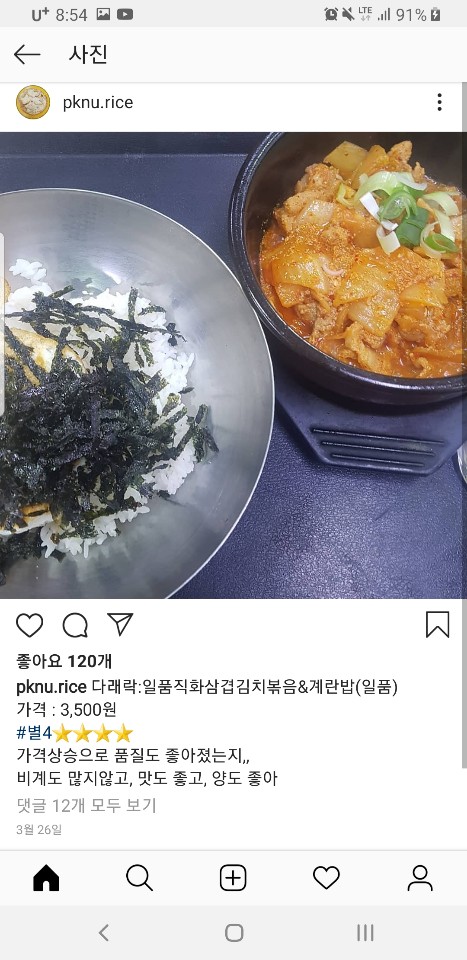 U+ 8:54 LTE 91%
사진
pknu.rice
좋아요 120개
pknu.rice 다래락:일품직화삼겹김치볶음&계란밥(일품)
가격 : 3,500원
#별4⭐⭐⭐⭐
가격상승으로 품질도 좋아졌는지,,
비계도 많지않고, 맛도 좋고, 양도 좋아
댓글 12개 모두 보기
3월 26일